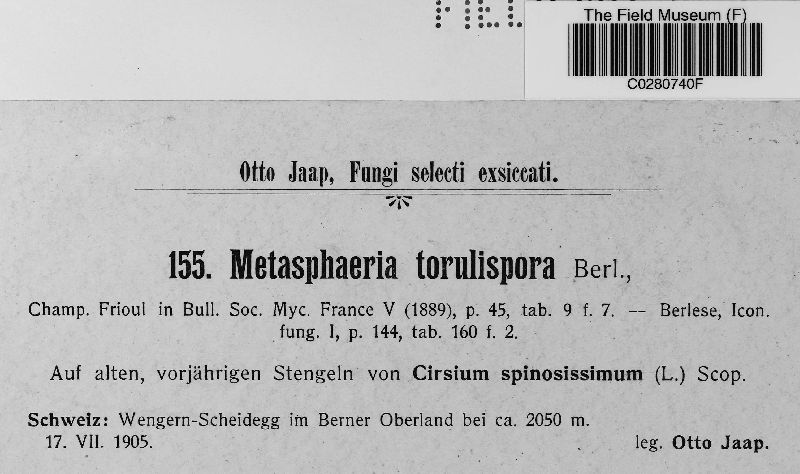 The Field Museum (F)
C0280740F
Otto Jaap, Fungi selecti exsiccati.
155. Metasphaeria torulispora Berl.,
Champ. Frioul in Bull. Soc. Myc. France V (1889), p. 45, tab. 9 f. 7. — Berlese, Icon.
fung. I, p. 144, tab. 160 f. 2.
Auf alten, vorjährigen Stengeln von Cirsium spinosissimum (L.) Scop.
Schweiz: Wengern-Scheidegg im Berner Oberland bei ca. 2050 m.
17. VII. 1905. leg. Otto Jaap.